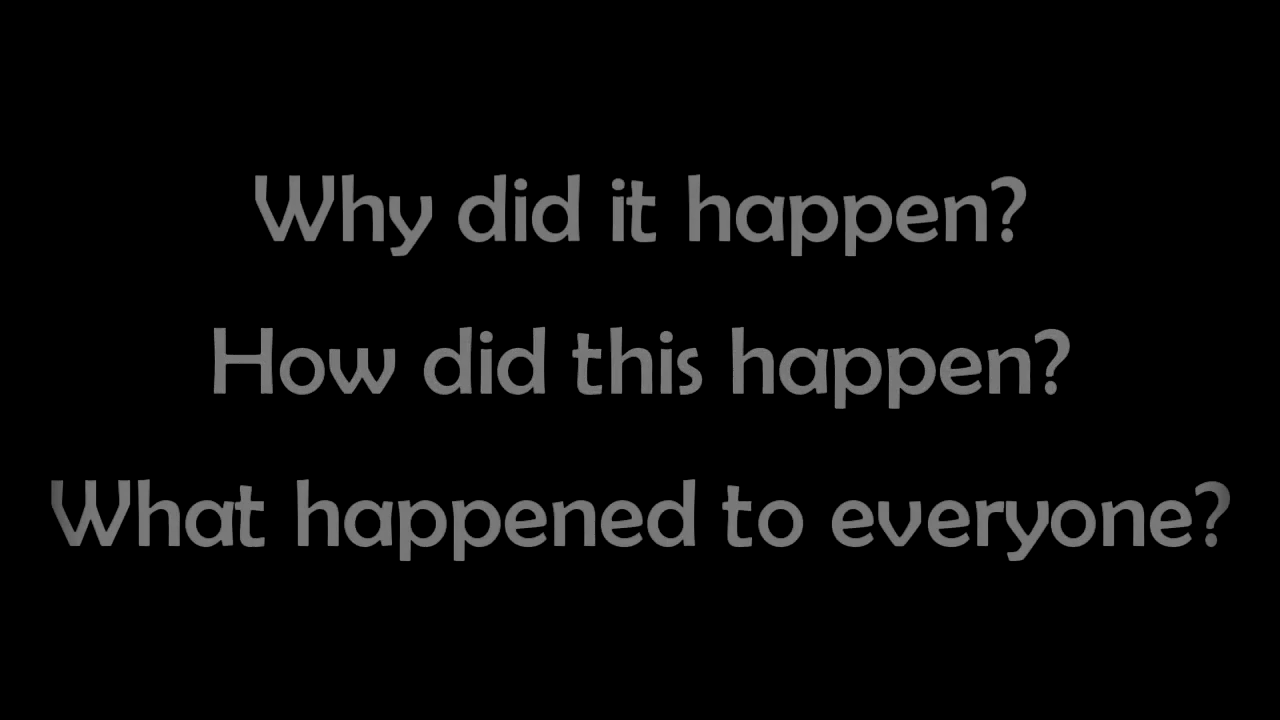 Why did it happen?
How did this happen?
What happened to everyone?